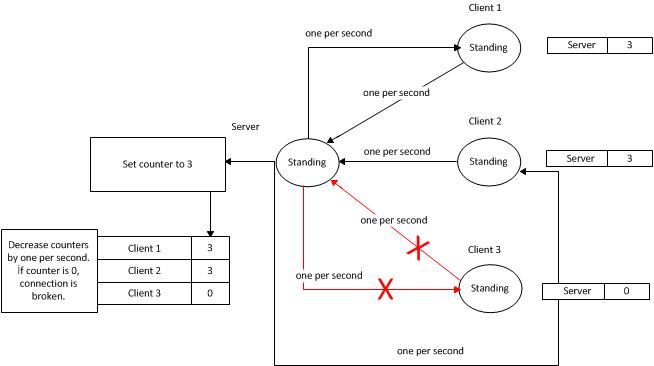 Client 1
one per second
Standing
Server 3
one per second
Client 2
Server
one per second
Set counter to 3
Standing
Standing
Server 3
one per second
Decrease counters
by one per second.
İf counter is 0,
connection is
broken.
Client 1 3
Client 2 3
Client 3 0
Client 3
one per second
X
X
Standing
Server 0
one per second